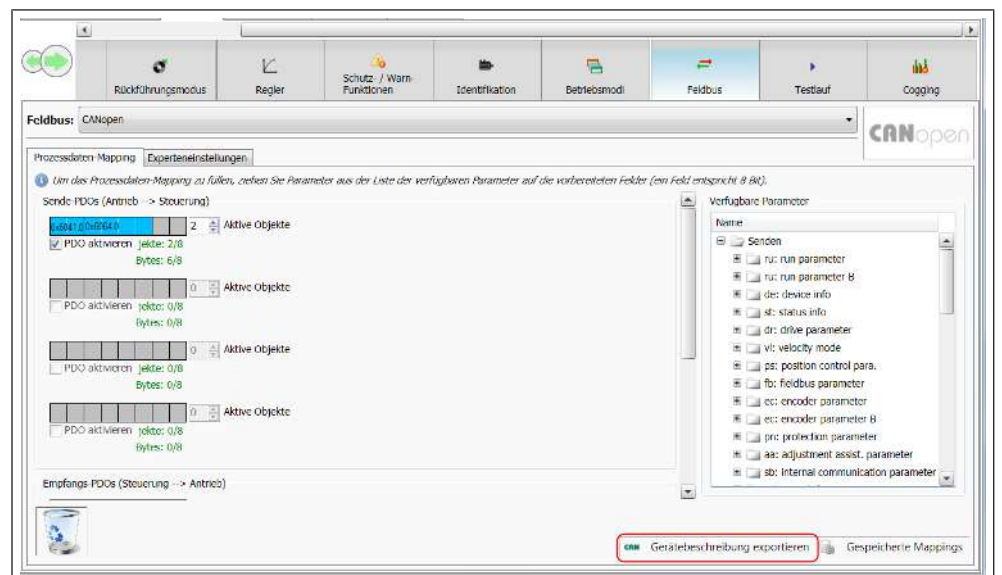 Rückführungsmodus
Regler
Schutz- / Warn-
Funktionen
Identifikation
Betriebsmodi
Feldbus
Testlauf
Cogging
Feldbus: CANopen
CANopen
Prozessdaten-Mapping Experteneinstellungen
Um das Prozessdaten-Mapping zu füllen, ziehen Sie Parameter aus der Liste der verfügbaren Parameter auf die vorbereiteten Felder (ein Feld entspricht 8 Bit).
Sende-PDOs (Antrieb --> Steuerung)
0x6041.0 0x6064.0 2 Aktive Objekte
PDO aktivieren jekte: 2/8
Bytes: 6/8
0 Aktive Objekte
PDO aktivieren jekte: 0/8
Bytes: 0/8
0 Aktive Objekte
PDO aktivieren jekte: 0/8
Bytes: 0/8
0 Aktive Objekte
PDO aktivieren jekte: 0/8
Bytes: 0/8
Empfangs-PDOs (Steuerung --> Antrieb)
Verfügbare Parameter
Name
Senden
ru: run parameter
ru: run parameter B
de: device info
st: status info
dr: drive parameter
vl: velocity mode
ps: position control para.
fb: fieldbus parameter
ec: encoder parameter
ec: encoder parameter B
pn: protection parameter
aa: adjustment assist. parameter
sb: internal communication parameter
CAN Gerätebeschreibung exportieren
Gespeicherte Mappings